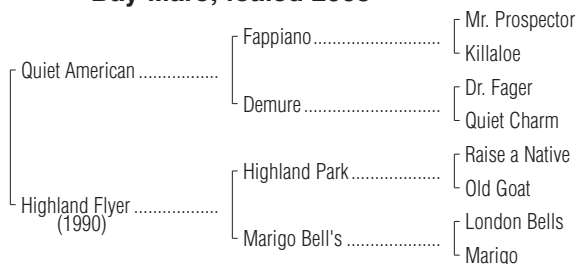 Bay Mare; foaled
Mr. Prospector
Fappiano
Killaloe
Quiet American
Dr. Fager
Demure
Quiet Charm
Raise a Native
Highland Park
Old Goat
Highland Flyer
(1990)
London Bells
Marigo Bell's
Marigo